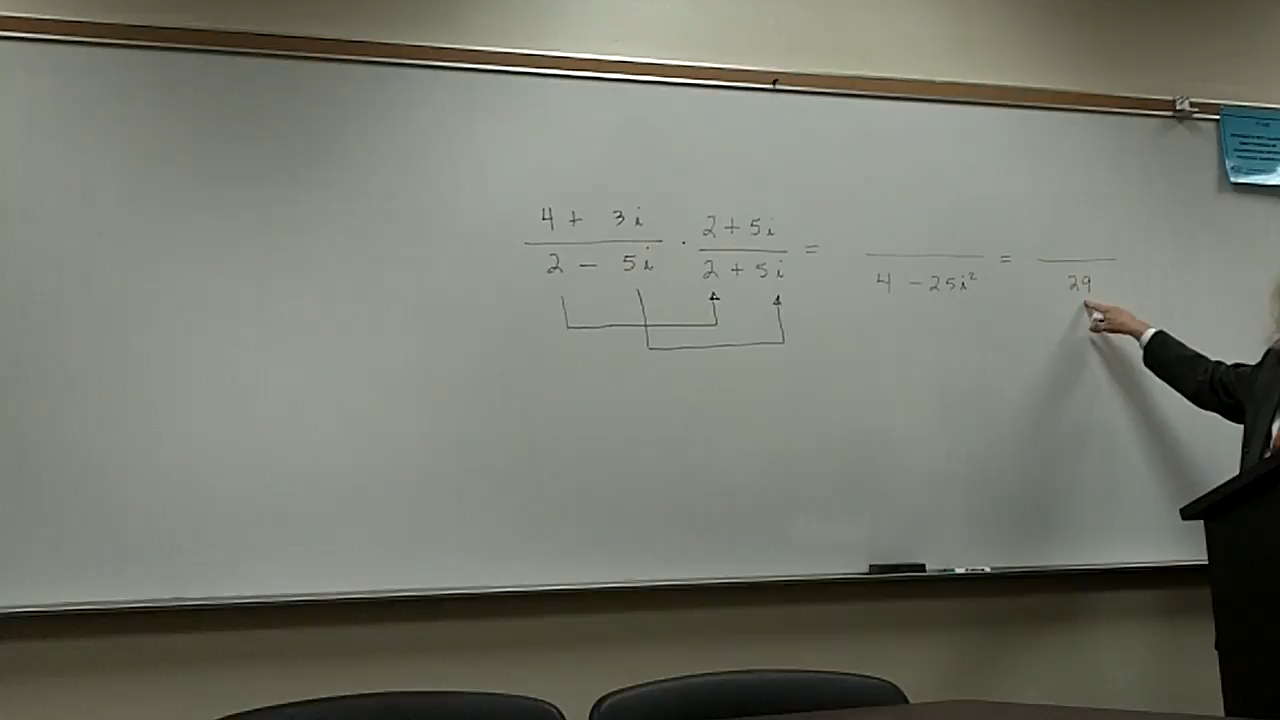 4 + 3i / 2 - 5i · 2 + 5i / 2 + 5i = / 4 - 25i² = / 29